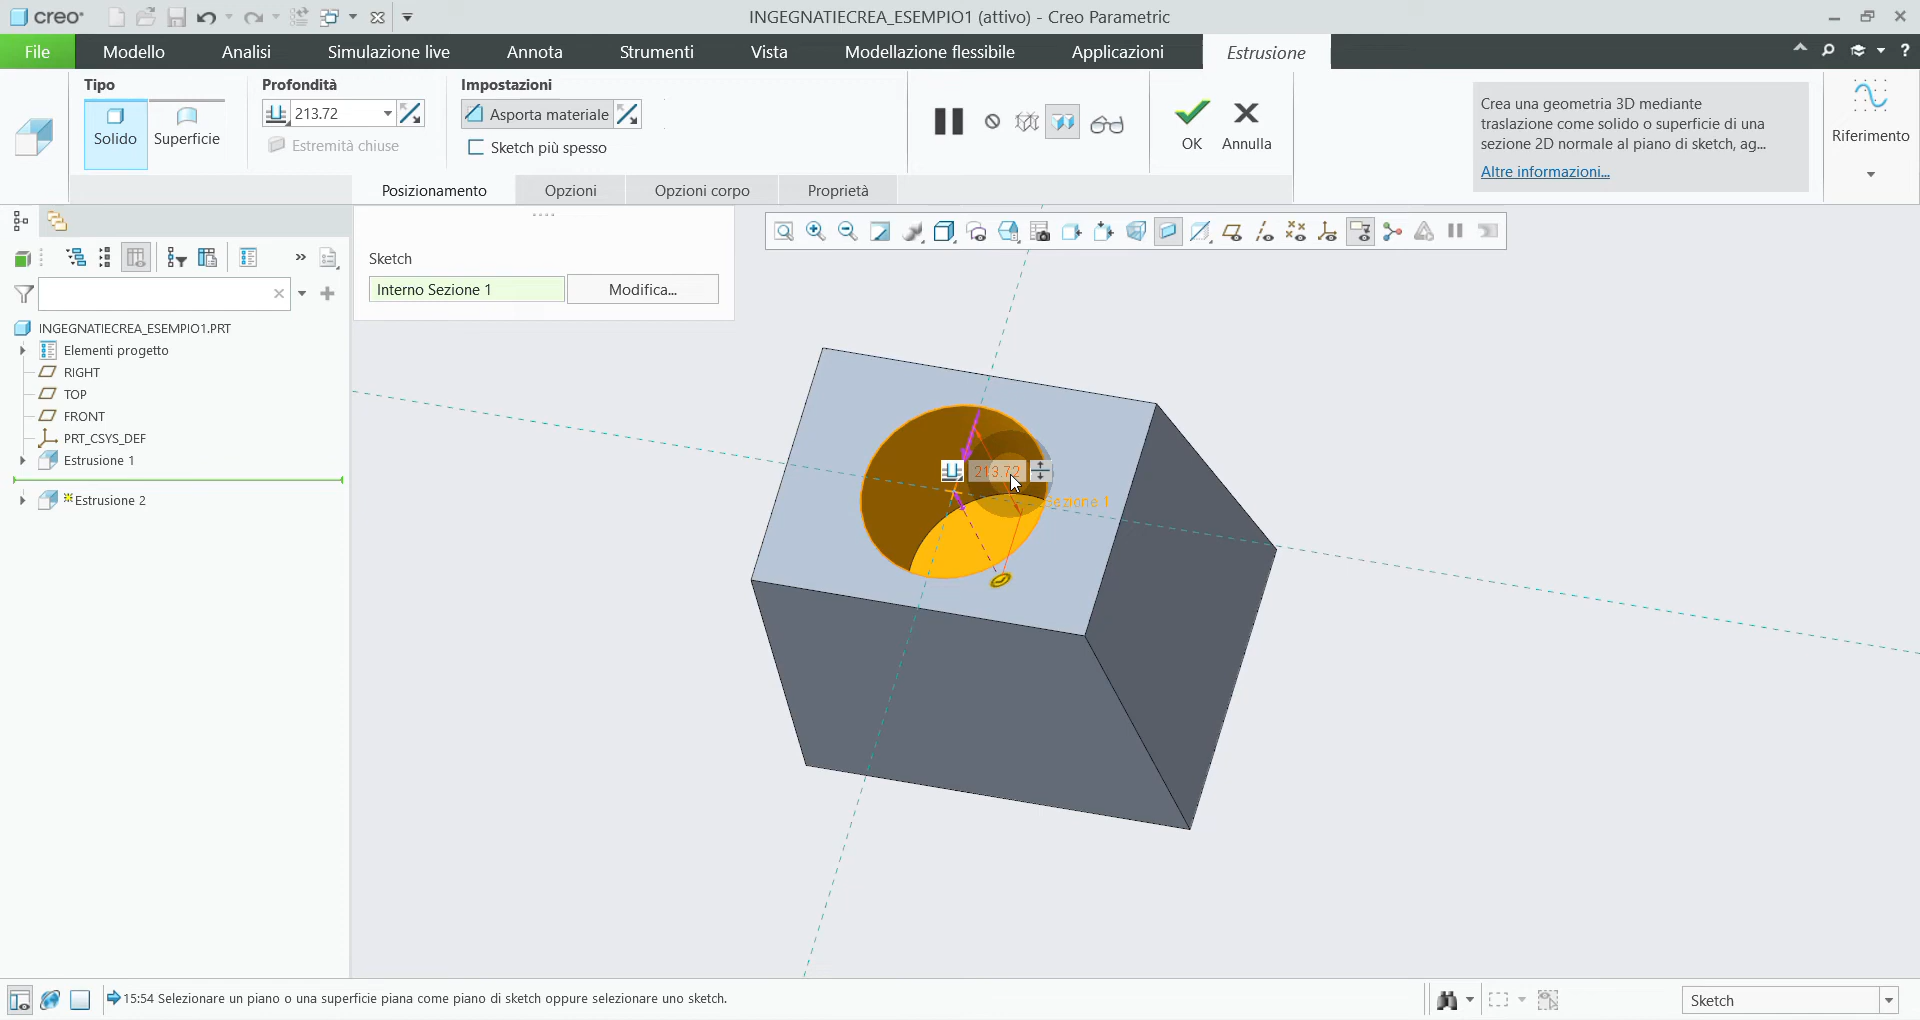 creo
INGEGNATIECREA_ESEMPIO1 (attivo) - Creo Parametric
File Modello Analisi Simulazione live Annota Strumenti Vista Modellazione flessibile Applicazioni Estrusione
Tipo
Solido
Superficie
Profondità
213.72
Estremità chiuse
Impostazioni
Asporta materiale
Sketch più spesso
OK
Annulla
Crea una geometria 3D mediante
traslazione come solido o superficie di una
sezione 2D normale al piano di sketch, ag...
Altre informazioni...
Riferimento
Posizionamento Opzioni Opzioni corpo Proprietà
Sketch
Interno Sezione 1
Modifica...
INGEGNATIECREA_ESEMPIO1.PRT
Elementi progetto
RIGHT
TOP
FRONT
PRT_CSYS_DEF
Estrusione 1
Estrusione 2
213.72
Sezione 1
15:54 Selezionare un piano o una superficie piana come piano di sketch oppure selezionare uno sketch.
Sketch